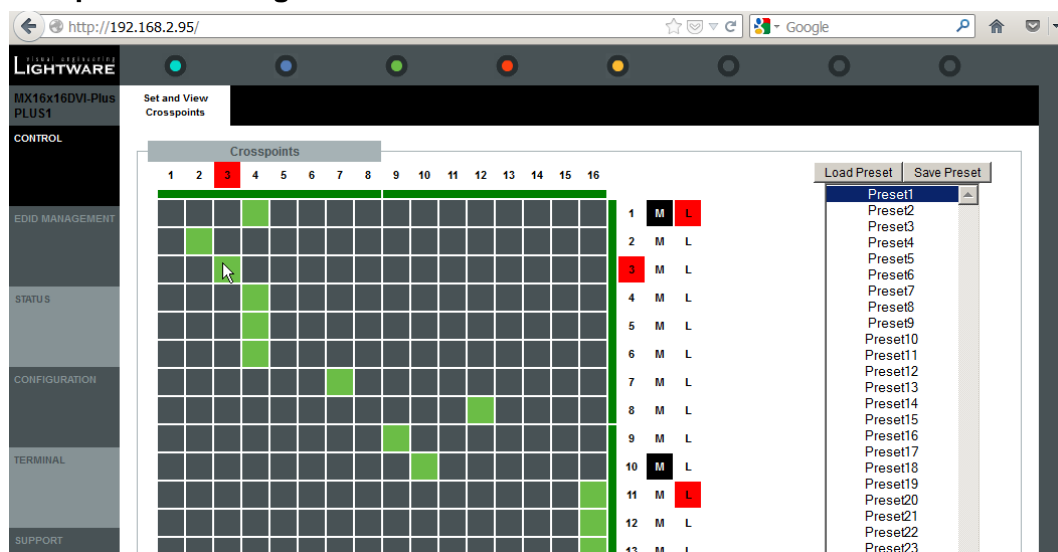 http://192.168.2.95/
Google
visual engineering
LIGHTWARE
MX16x16DVI-Plus
PLUS1
Set and View
Crosspoints
CONTROL
EDID MANAGEMENT
STATUS
CONFIGURATION
TERMINAL
SUPPORT
Crosspoints
1 2 3 4 5 6 7 8 9 10 11 12 13 14 15 16
1 M L
2 M L
3 M L
4 M L
5 M L
6 M L
7 M L
8 M L
9 M L
10 M L
11 M L
12 M L
13 M L
Load Preset Save Preset
Preset1
Preset2
Preset3
Preset4
Preset5
Preset6
Preset7
Preset8
Preset9
Preset10
Preset11
Preset12
Preset13
Preset14
Preset15
Preset16
Preset17
Preset18
Preset19
Preset20
Preset21
Preset22
Preset23